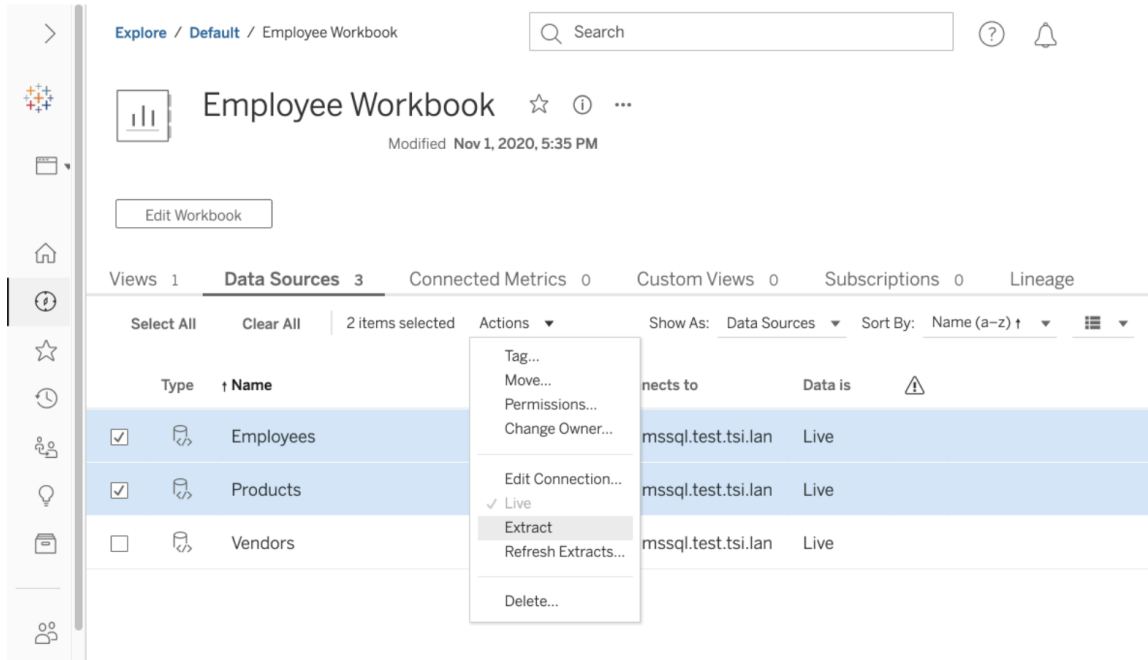 Explore / Default / Employee Workbook
Search
Employee Workbook
Modified Nov 1, 2020, 5:35 PM
Edit Workbook
Views 1 Data Sources 3 Connected Metrics 0 Custom Views 0 Subscriptions 0 Lineage
Select All Clear All 2 items selected Actions Show As: Data Sources Sort By: Name (a–z) ↑
Tag...
Move...
Permissions...
Change Owner...
Edit Connection...
✓ Live
Extract
Refresh Extracts...
Delete...
Type ↑ Name nects to Data is
Employees mssql.test.tsi.lan Live
Products mssql.test.tsi.lan Live
Vendors mssql.test.tsi.lan Live